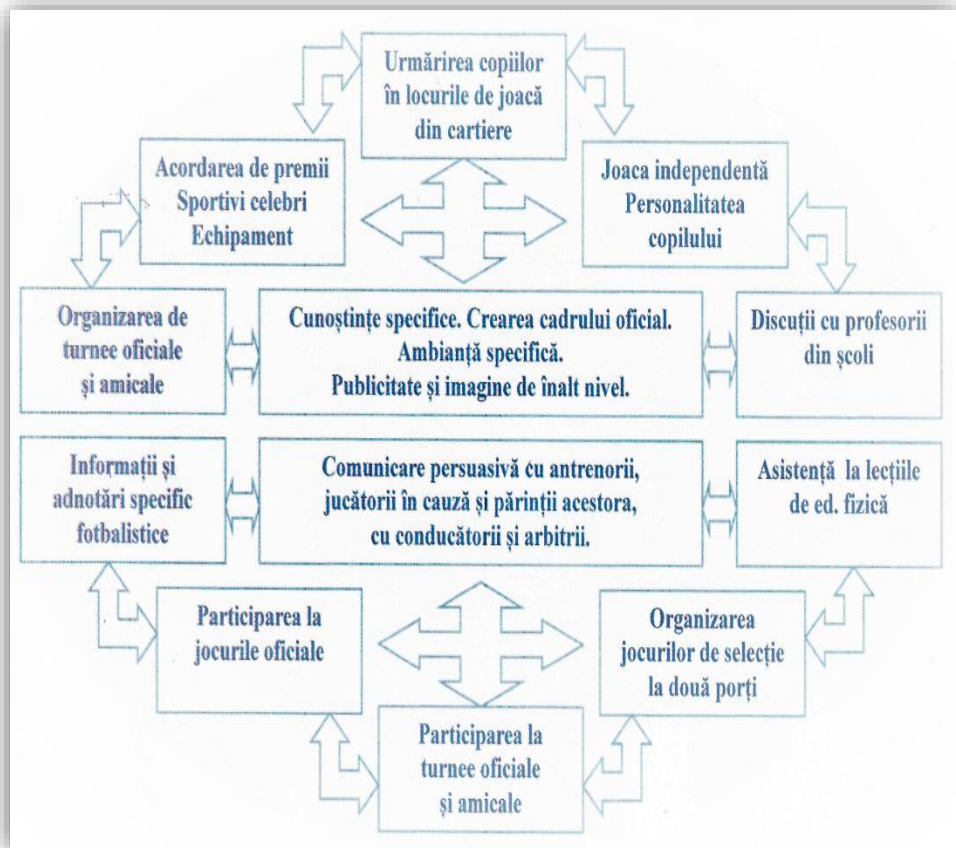 Urmărirea copiilor
în locurile de joacă
din cartiere
Acordarea de premii
Sportivi celebri
Echipament
Joaca independentă
Personalitatea
copilului
Organizarea de
turnee oficiale
și amicale
Cunoștințe specifice. Crearea cadrului oficial.
Ambianță specifică.
Publicitate și imagine de înalt nivel.
Discuții cu profesorii
din școli
Informații și
adnotări specific
fotbalistice
Comunicare persuasivă cu antrenorii,
jucătorii în cauză și părinții acestora,
cu conducătorii și arbitrii.
Asistență la lecțiile
de ed. fizică
Participarea la
jocurile oficiale
Organizarea
jocurilor de selecție
la două porți
Participarea la
turnee oficiale
și amicale